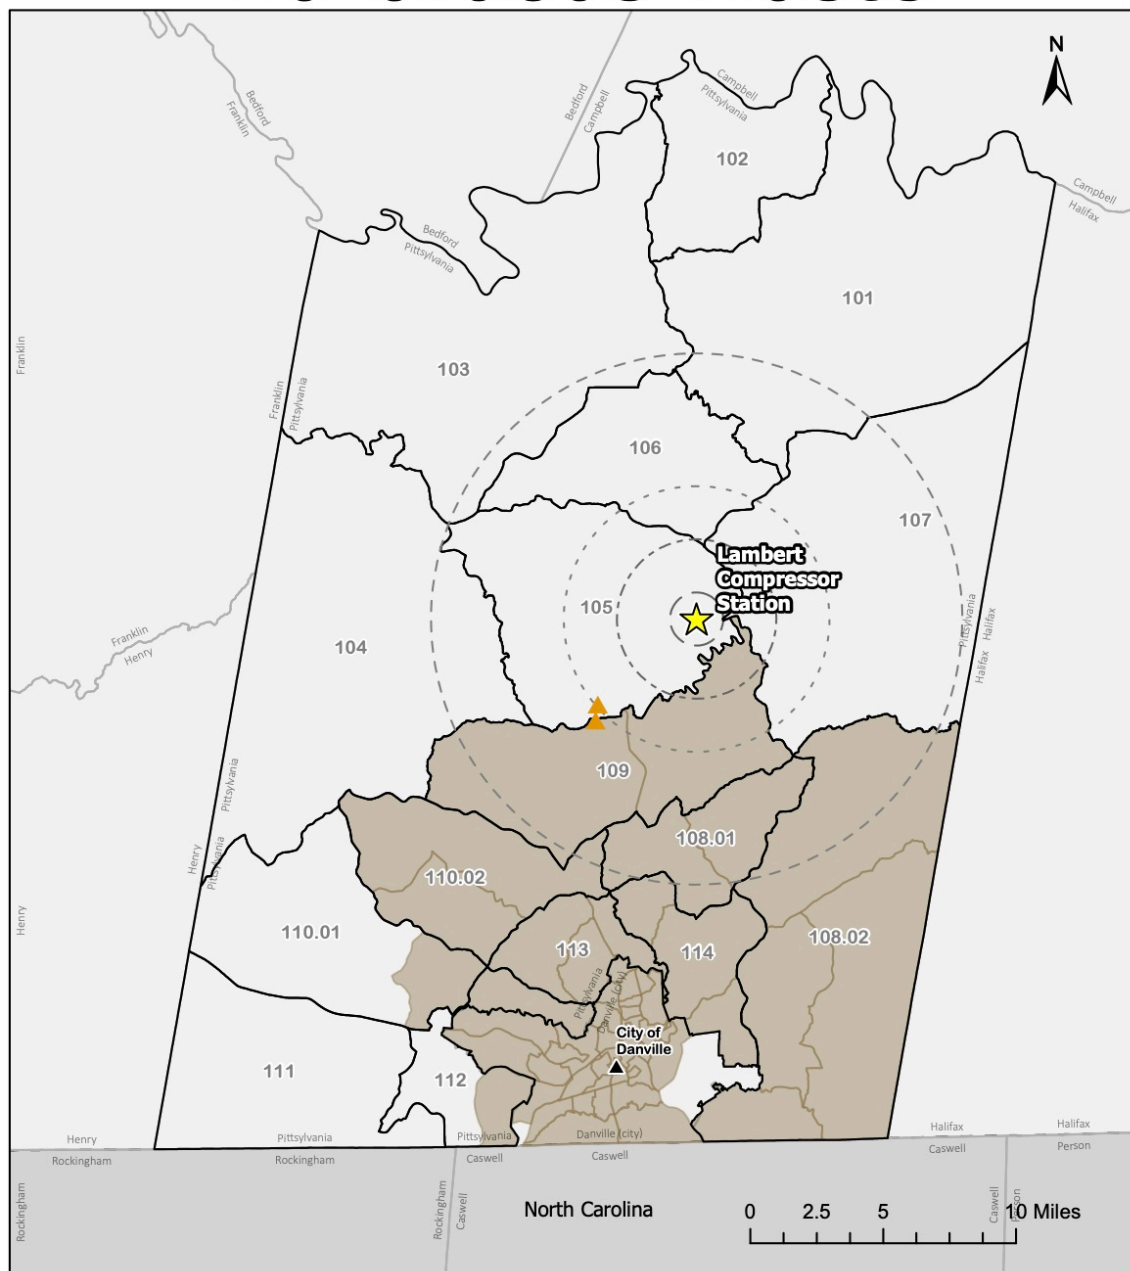 N
Bedford
Franklin
Bedford
Campbell
Campbell
Pittsylvania
102
Campbell
Halifax
Bedford
Pittsylvania
101
Franklin
103
Franklin
Pittsylvania
106
107
Lambert
Compressor
Station
105
Franklin
Henry
104
Pittsylvania
Halifax
Halifax
Pittsylvania
109
108.01
Henry
Pittsylvania
110.02
Henry
110.01
113
114
108.02
Pittsylvania
Danville (city)
City of
Danville
111
112
Henry
Rockingham
Pittsylvania
Rockingham
Pittsylvania
Caswell
Danville (city)
Caswell
Halifax
Caswell
Halifax
Person
Rockingham
Rockingham
Caswell
North Carolina
Caswell
Person
0 2.5 5 10 Miles